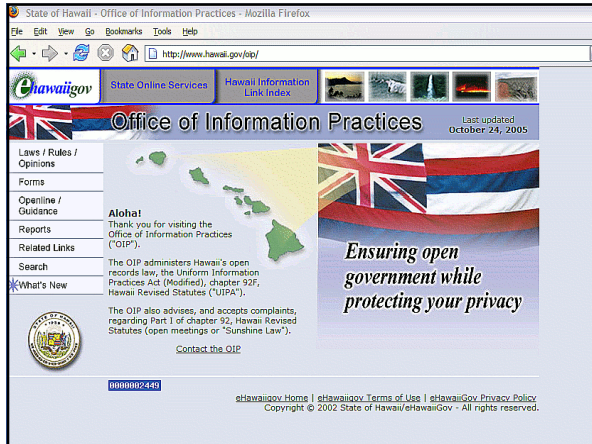 State of Hawaii - Office of Information Practices - Mozilla Firefox
File Edit View Go Bookmarks Tools Help
http://www.hawaii.gov/oip/
ehawaiigov
State Online Services
Hawaii Information
Link Index
Office of Information Practices
Last updated
October 24, 2005
Laws / Rules /
Opinions
Forms
Openline /
Guidance
Reports
Related Links
Search
What's New
Aloha!
Thank you for visiting the
Office of Information Practices
("OIP").
The OIP administers Hawaii's open
records law, the Uniform Information
Practices Act (Modified), chapter 92F,
Hawaii Revised Statutes ("UIPA").
The OIP also advises, and accepts complaints,
regarding Part I of chapter 92, Hawaii Revised
Statutes (open meetings or "Sunshine Law").
Contact the OIP
Ensuring open
government while
protecting your privacy
STATE OF HAWAII
1959
0000002449
eHawaiigov Home | eHawaiigov Terms of Use | eHawaiiGov Privacy Policy
Copyright © 2002 State of Hawaii/eHawaiiGov - All rights reserved.